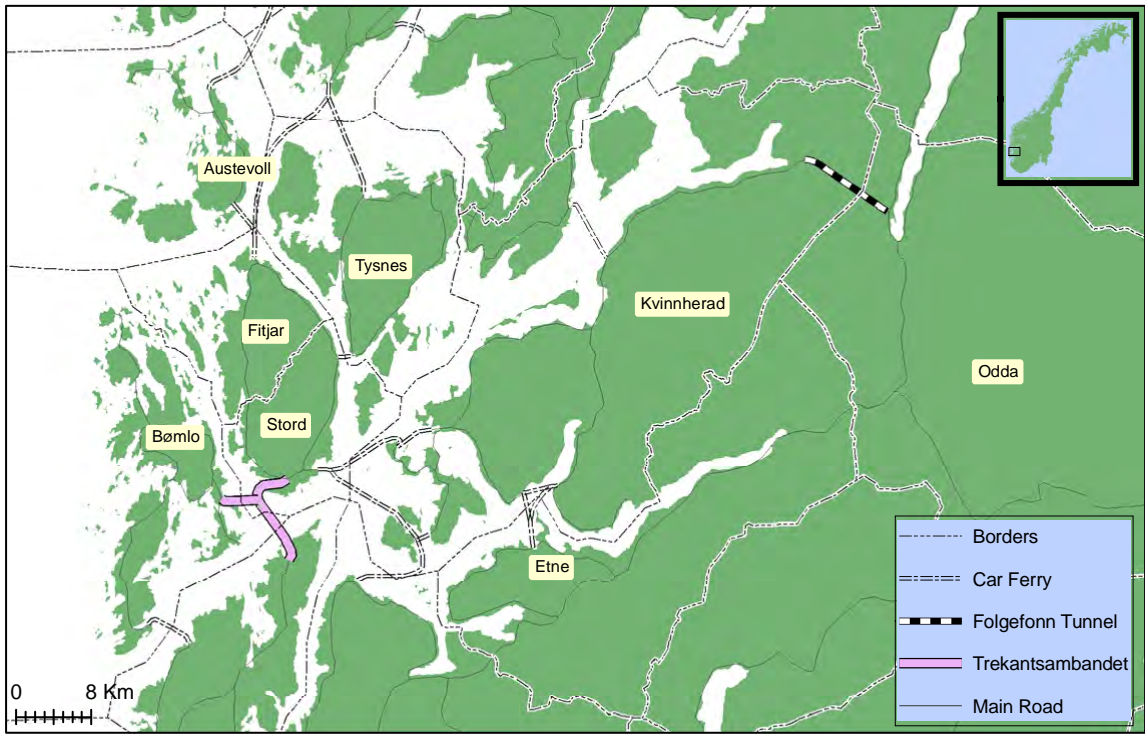 Austevoll
Tysnes
Fitjar
Kvinnherad
Odda
Stord
Bømlo
Etne
Borders
Car Ferry
Folgefonn Tunnel
Trekantsambandet
Main Road
0 8 Km